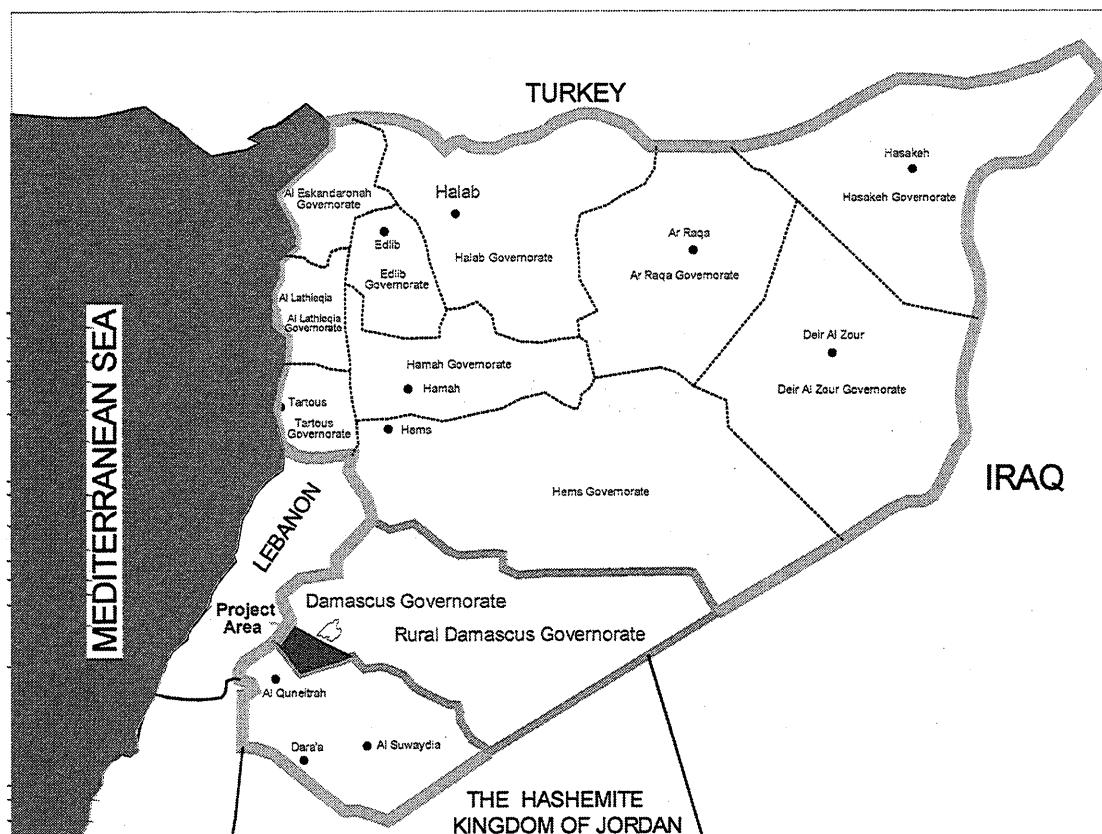 TURKEY
Hasakeh
Hasakeh Governorate
Al Eskandaronah
Governorate
Halab
Edlib
Edlib
Governorate
Halab Governorate
Ar Raqa
Ar Raqa Governorate
Al Lathieqia
Al Lathieqia
Governorate
Deir Al Zour
Deir Al Zour Governorate
Hamah Governorate
Hamah
Tartous
Tartous
Governorate
Hems
Hems Governorate
MEDITERRANEAN SEA
IRAQ
LEBANON
Project
Area
Damascus Governorate
Rural Damascus Governorate
Al Quneitrah
Dara'a
Al Suwaydia
THE HASHEMITE
KINGDOM OF JORDAN